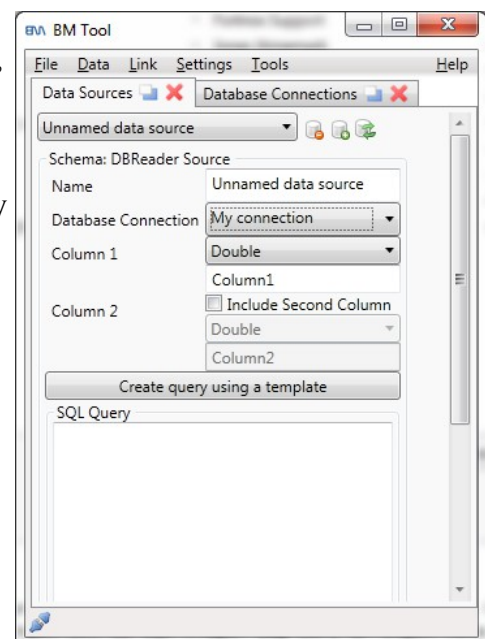 BM BM Tool
File Data Link Settings Tools Help
Data Sources Database Connections
Unnamed data source
Schema: DBReader Source
Name Unnamed data source
Database Connection My connection
Column 1 Double
Column1
Column 2 Include Second Column
Double
Column2
Create query using a template
SQL Query
y